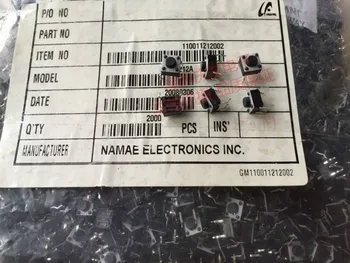 P/O NO
PART NO
ITEM NO 110011212002
MODEL
DATE 20080306
Q'TY 2000 PCS INS'
MANUFACTURER NAMAE ELECTRONICS INC.
GM110011212002